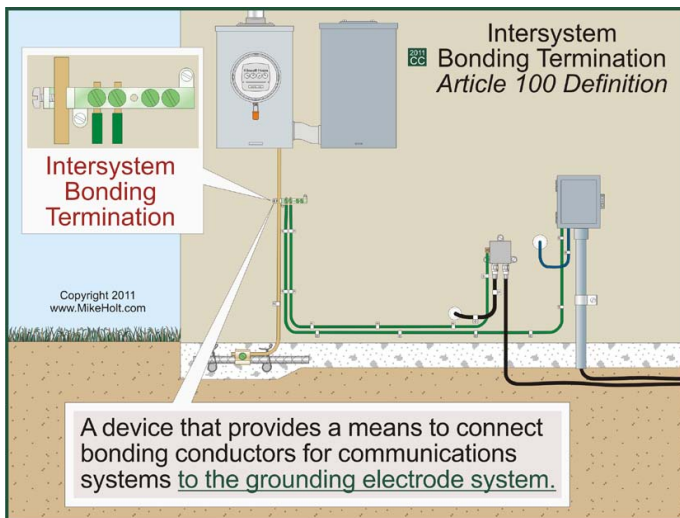 Intersystem
2011
CC
Bonding Termination
Article 100 Definition
Intersystem
Bonding
Termination
Copyright 2011
www.MikeHolt.com
A device that provides a means to connect
bonding conductors for communications
systems to the grounding electrode system.